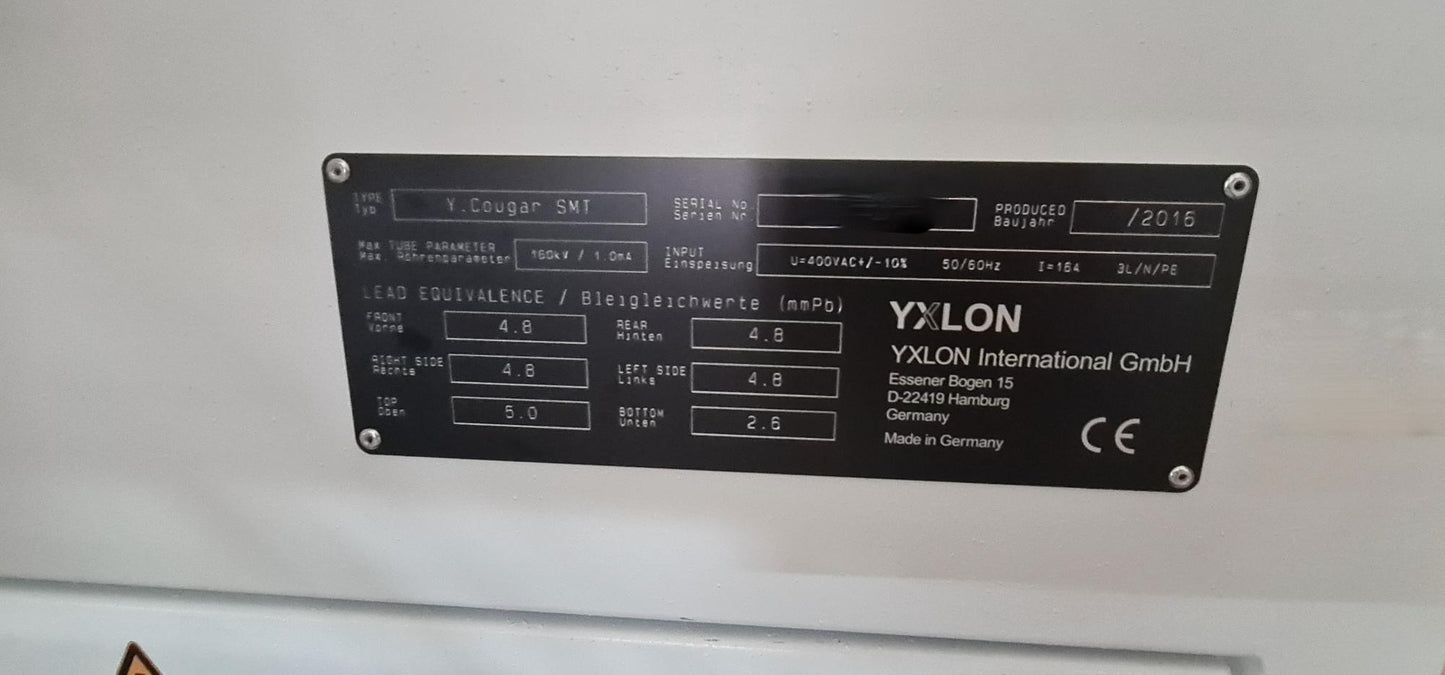 TYPE Y.Cougar SMT SERIAL No. PRODUCED /2016
Typ Serien Nr. Baujahr
Max TUBE PARAMETER 160kV / 1.0mA INPUT U=400VAC+/-10% 50/60Hz I=16A 3L/N/PE
Max. Röhrenparameter Einspeisung
LEAD EQUIVALENCE / Bleigleichwerte (mmPb)
FRONT 4.8 REAR 4.8
Vorne Hinten
RIGHT SIDE 4.8 LEFT SIDE 4.8
Rechts Links
TOP BOTTOM 2.6
Oben Unten
YXLON
YXLON International GmbH
Essener Bogen 15
D-22419 Hamburg
Germany
Made in Germany
CE